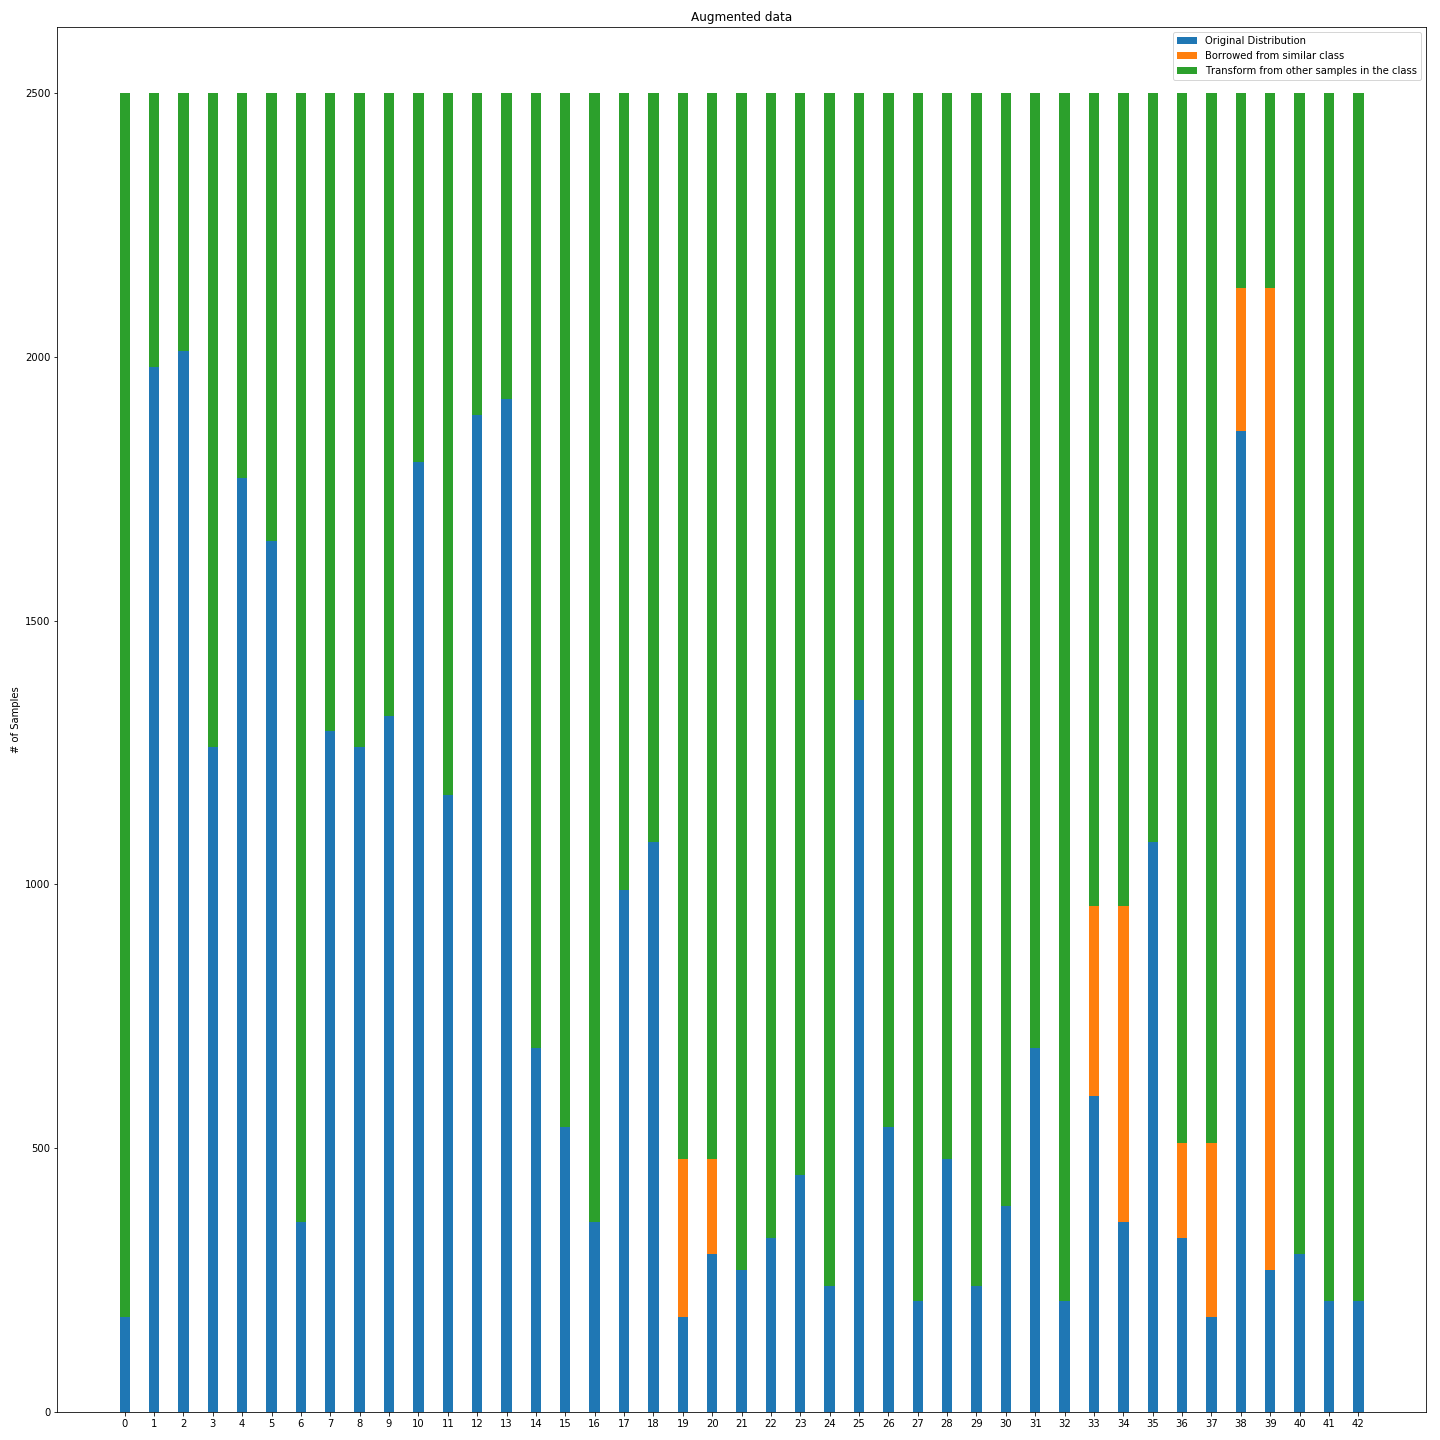 Augmented data
Original Distribution
Borrowed from similar class
Transform from other samples in the class
2500
2000
1500
1000
500
0
# of Samples
0 1 2 3 4 5 6 7 8 9 10 11 12 13 14 15 16 17 18 19 20 21 22 23 24 25 26 27 28 29 30 31 32 33 34 35 36 37 38 39 40 41 42